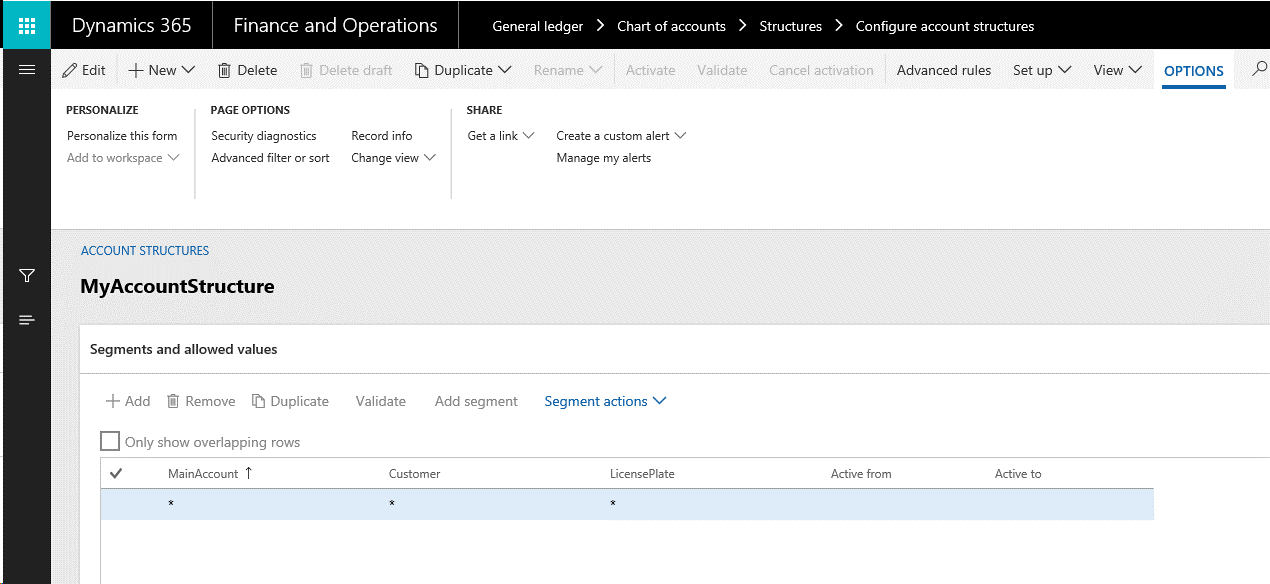 Dynamics 365 Finance and Operations General ledger > Chart of accounts > Structures > Configure account structures
Edit + New Delete Delete draft Duplicate Rename Activate Validate Cancel activation Advanced rules Set up View OPTIONS
PERSONALIZE PAGE OPTIONS SHARE
Personalize this form Security diagnostics Record info Get a link Create a custom alert
Add to workspace Advanced filter or sort Change view Manage my alerts
ACCOUNT STRUCTURES
MyAccountStructure
Segments and allowed values
+ Add Remove Duplicate Validate Add segment Segment actions
Only show overlapping rows
MainAccount ↑ Customer LicensePlate Active from Active to
* * *